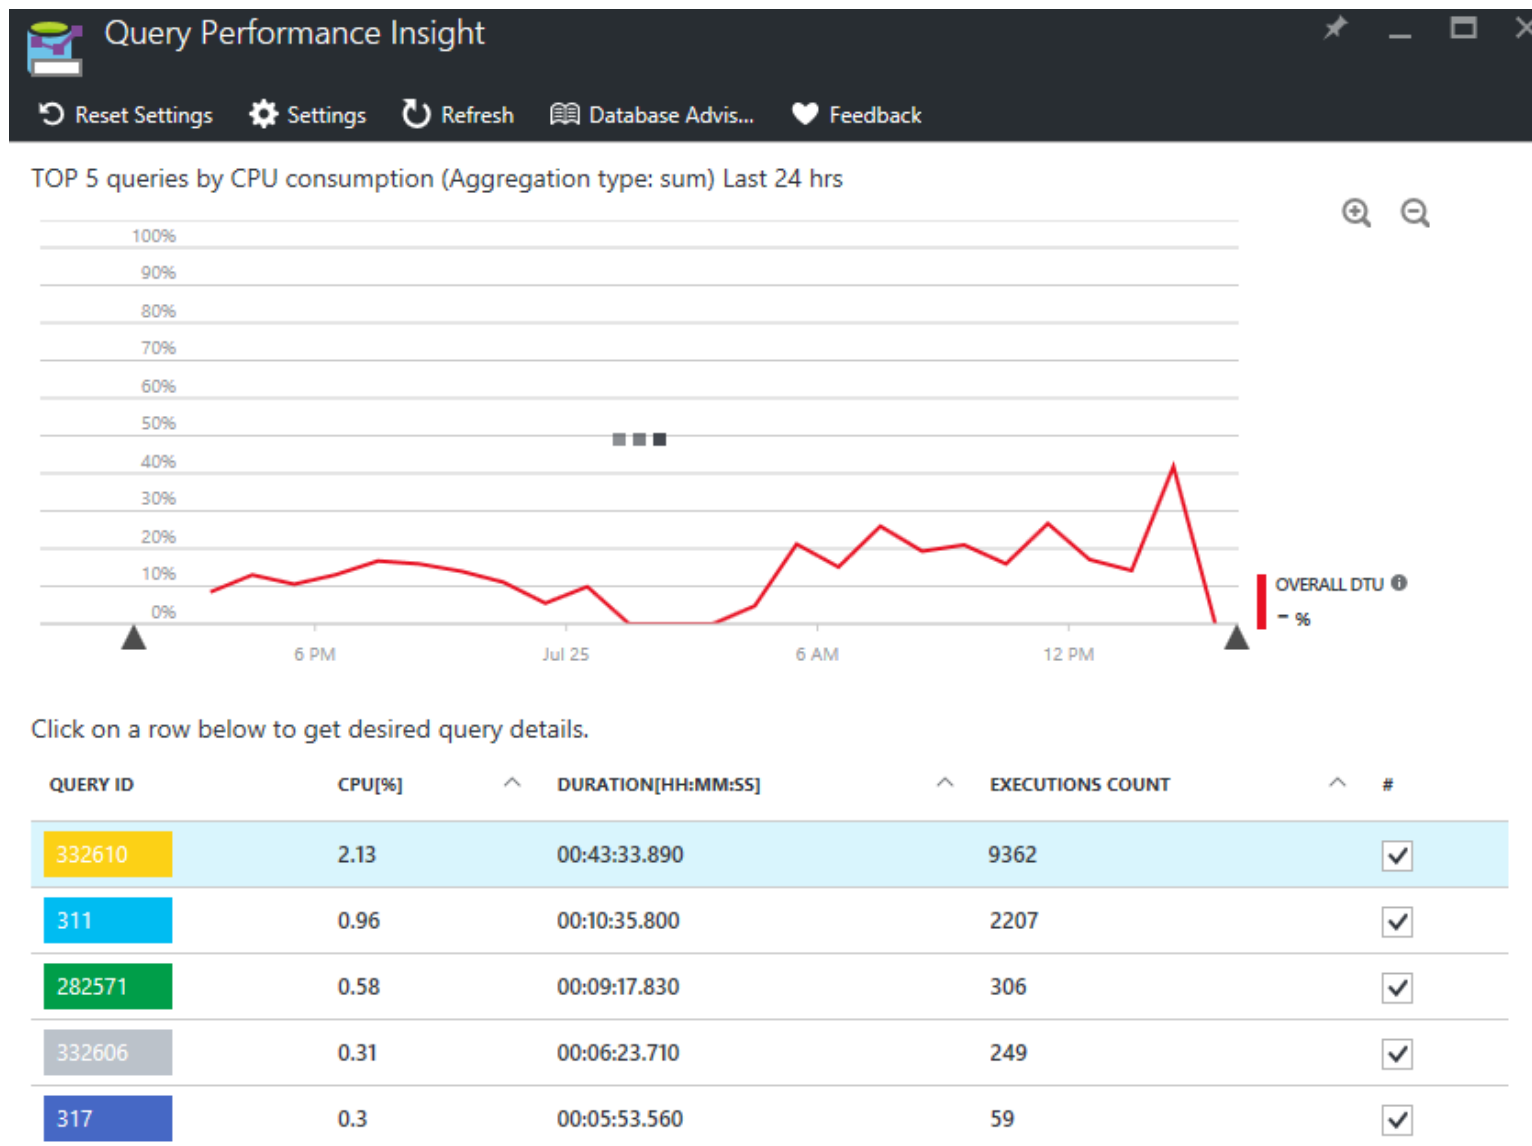 Query Performance Insight
Reset Settings Settings Refresh Database Advis... Feedback
TOP 5 queries by CPU consumption (Aggregation type: sum) Last 24 hrs
100%
90%
80%
70%
60%
50%
40%
30%
20%
10%
0%
6 PM Jul 25 6 AM 12 PM
OVERALL DTU
- %
Click on a row below to get desired query details.
QUERY ID CPU[%] DURATION[HH:MM:SS] EXECUTIONS COUNT #
332610 2.13 00:43:33.890 9362
311 0.96 00:10:35.800 2207
282571 0.58 00:09:17.830 306
332606 0.31 00:06:23.710 249
317 0.3 00:05:53.560 59